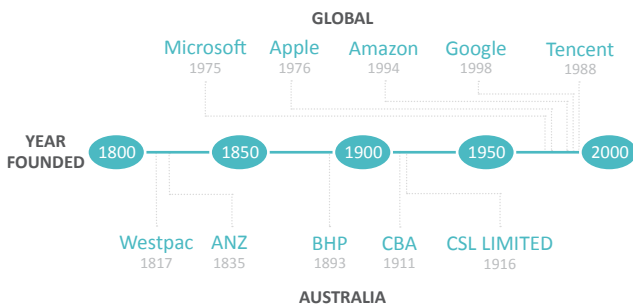 GLOBAL
Microsoft Apple Amazon Google Tencent
1975 1976 1994 1998 1988
YEAR
FOUNDED
1800 1850 1900 1950 2000
Westpac ANZ BHP CBA CSL LIMITED
1817 1835 1893 1911 1916
AUSTRALIA